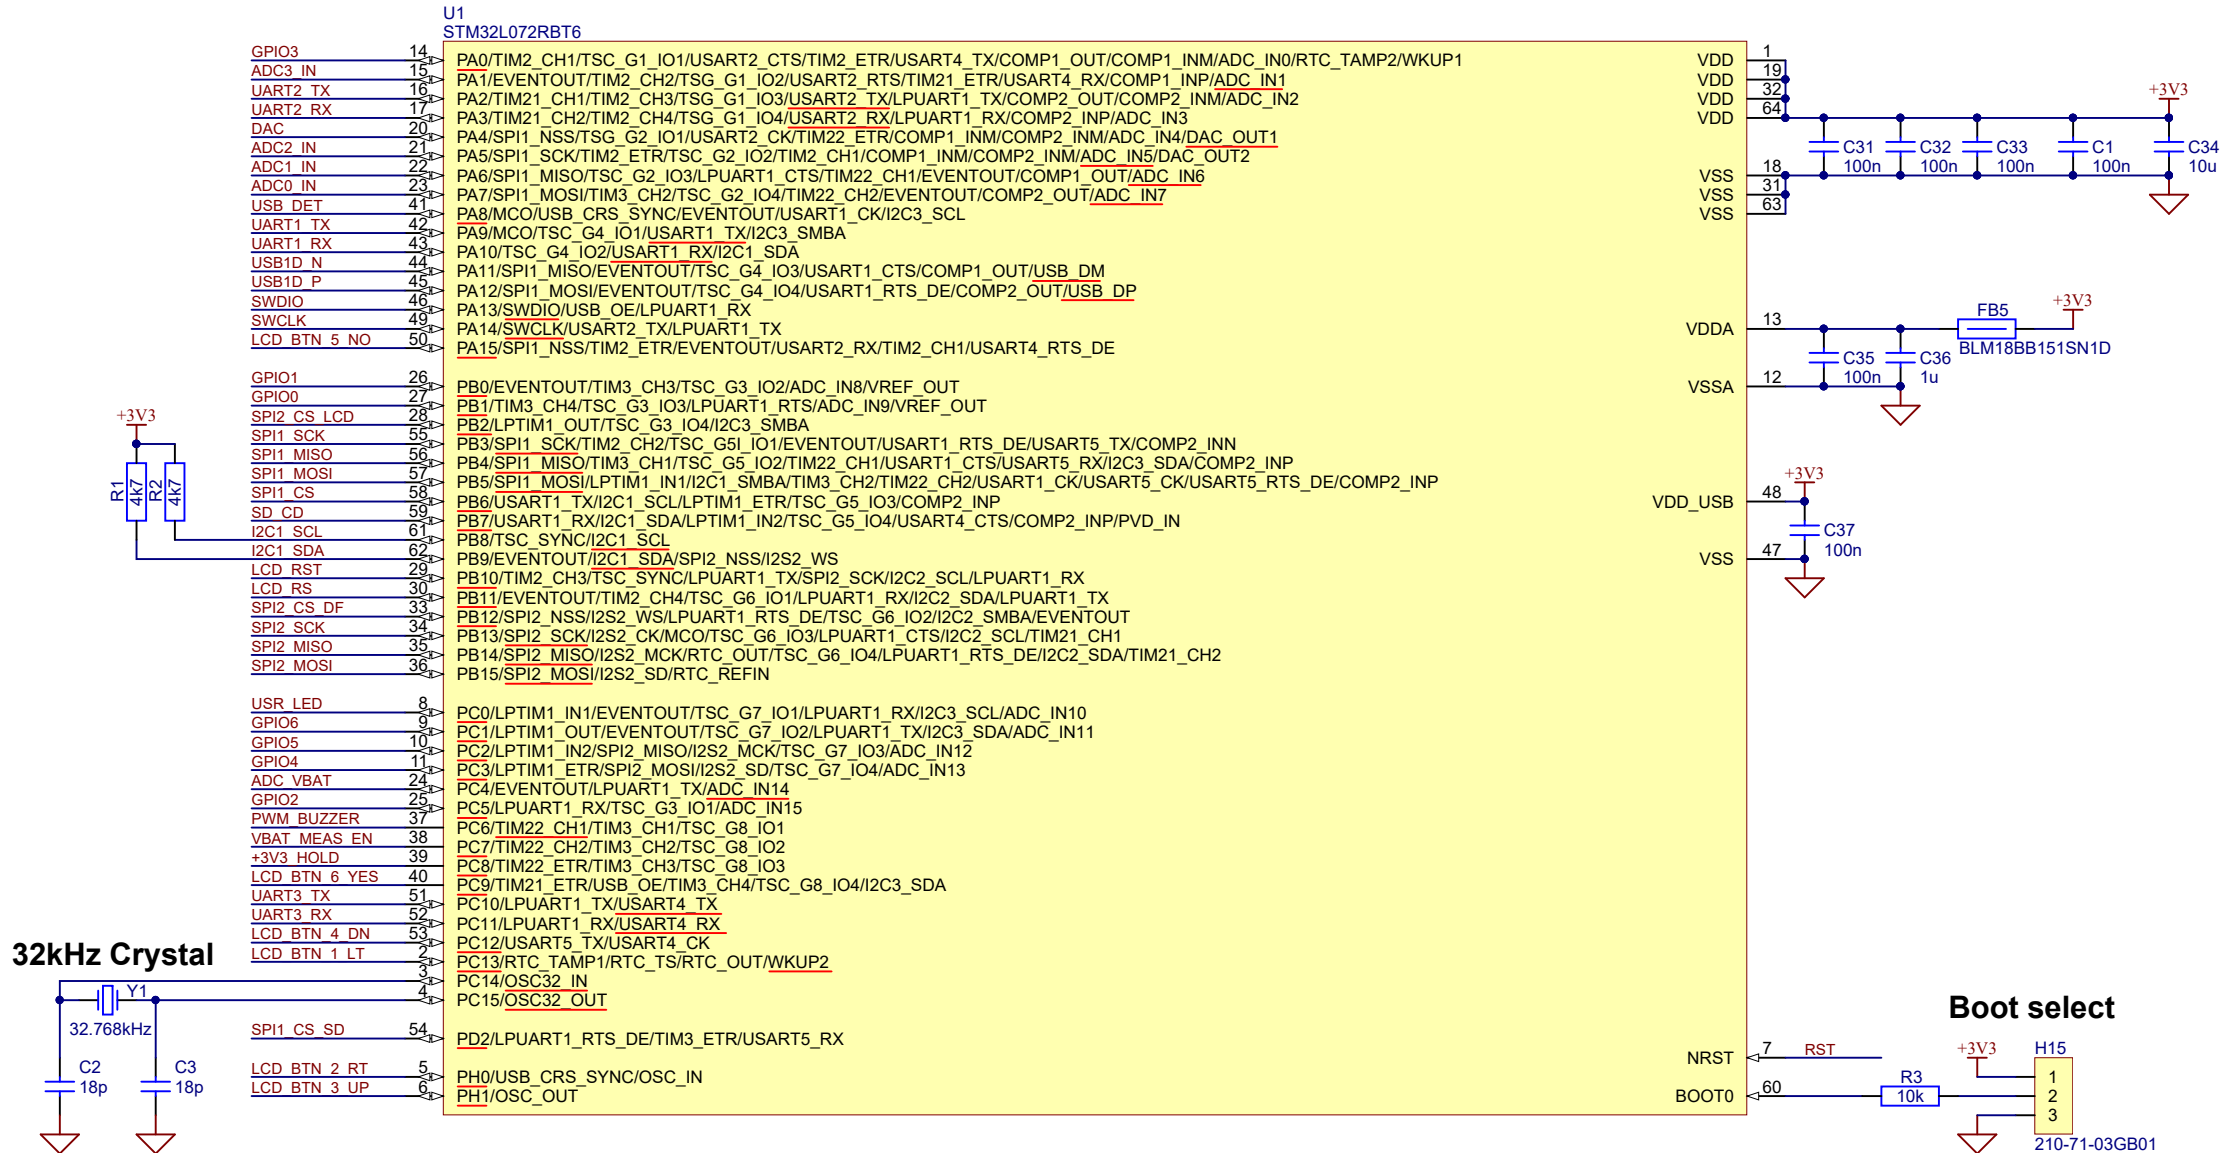 U1
STM32L072RBT6
GPIO3 14 PA0/TIM2_CH1/TSC_G1_IO1/USART2_CTS/TIM2_ETR/USART4_TX/COMP1_OUT/COMP1_INM/ADC_IN0/RTC_TAMP2/WKUP1 VDD 1
ADC3_IN 15 PA1/EVENTOUT/TIM2_CH2/TSG_G1_IO2/USART2_RTS/TIM21_ETR/USART4_RX/COMP1_INP/ADC_IN1 VDD 19
UART2_TX 16 PA2/TIM21_CH1/TIM2_CH3/TSG_G1_IO3/USART2_TX/LPUART1_TX/COMP2_OUT/COMP2_INM/ADC_IN2 VDD 32
UART2_RX 17 PA3/TIM21_CH2/TIM2_CH4/TSG_G1_IO4/USART2_RX/LPUART1_RX/COMP2_INP/ADC_IN3 VDD 64
+3V3
DAC 20 PA4/SPI1_NSS/TSG_G2_IO1/USART2_CK/TIM22_ETR/COMP1_INM/COMP2_INM/ADC_IN4/DAC_OUT1
ADC2_IN 21 PA5/SPI1_SCK/TIM2_ETR/TSC_G2_IO2/TIM2_CH1/COMP1_INM/COMP2_INM/ADC_IN5/DAC_OUT2
C31 C32 C33 C1 C34
100n 100n 100n 100n 10u
ADC1_IN 22 PA6/SPI1_MISO/TSC_G2_IO3/LPUART1_CTS/TIM22_CH1/EVENTOUT/COMP1_OUT/ADC_IN6 VSS 18
ADC0_IN 23 PA7/SPI1_MOSI/TIM3_CH2/TSC_G2_IO4/TIM22_CH2/EVENTOUT/COMP2_OUT/ADC_IN7 VSS 31
USB_DET 41 PA8/MCO/USB_CRS_SYNC/EVENTOUT/USART1_CK/I2C3_SCL VSS 63
UART1_TX 42 PA9/MCO/TSC_G4_IO1/USART1_TX/I2C3_SMBA
UART1_RX 43 PA10/TSC_G4_IO2/USART1_RX/I2C1_SDA
USB1D_N 44 PA11/SPI1_MISO/EVENTOUT/TSC_G4_IO3/USART1_CTS/COMP1_OUT/USB_DM
USB1D_P 45 PA12/SPI1_MOSI/EVENTOUT/TSC_G4_IO4/USART1_RTS_DE/COMP2_OUT/USB_DP
SWDIO 46 PA13/SWDIO/USB_OE/LPUART1_RX
+3V3
FB5
SWCLK 49 PA14/SWCLK/USART2_TX/LPUART1_TX VDDA 13
LCD_BTN_5_NO 50 PA15/SPI1_NSS/TIM2_ETR/EVENTOUT/USART2_RX/TIM2_CH1/USART4_RTS_DE
BLM18BB151SN1D
C35 C36
100n 1u
GPIO1 26 PB0/EVENTOUT/TIM3_CH3/TSC_G3_IO2/ADC_IN8/VREF_OUT VSSA 12
GPIO0 27 PB1/TIM3_CH4/TSC_G3_IO3/LPUART1_RTS/ADC_IN9/VREF_OUT
SPI2_CS_LCD 28 PB2/LPTIM1_OUT/TSC_G3_IO4/I2C3_SMBA
+3V3
SPI1_SCK 55 PB3/SPI1_SCK/TIM2_CH2/TSC_G5I_IO1/EVENTOUT/USART1_RTS_DE/USART5_TX/COMP2_INN
SPI1_MISO 56 PB4/SPI1_MISO/TIM3_CH1/TSC_G5_IO2/TIM22_CH1/USART1_CTS/USART5_RX/I2C3_SDA/COMP2_INP
SPI1_MOSI 57 PB5/SPI1_MOSI/LPTIM1_IN1/I2C1_SMBA/TIM3_CH2/TIM22_CH2/USART1_CK/USART5_CK/USART5_RTS_DE/COMP2_INP
R1 4k7 R2 4k7
+3V3
SPI1_CS 58 PB6/USART1_TX/I2C1_SCL/LPTIM1_ETR/TSC_G5_IO3/COMP2_INP VDD_USB 48
SD_CD 59 PB7/USART1_RX/I2C1_SDA/LPTIM1_IN2/TSC_G5_IO4/USART4_CTS/COMP2_INP/PVD_IN
C37
100n
I2C1_SCL 61 PB8/TSC_SYNC/I2C1_SCL
I2C1_SDA 62 PB9/EVENTOUT/I2C1_SDA/SPI2_NSS/I2S2_WS VSS 47
LCD_RST 29 PB10/TIM2_CH3/TSC_SYNC/LPUART1_TX/SPI2_SCK/I2C2_SCL/LPUART1_RX
LCD_RS 30 PB11/EVENTOUT/TIM2_CH4/TSC_G6_IO1/LPUART1_RX/I2C2_SDA/LPUART1_TX
SPI2_CS_DF 33 PB12/SPI2_NSS/I2S2_WS/LPUART1_RTS_DE/TSC_G6_IO2/I2C2_SMBA/EVENTOUT
SPI2_SCK 34 PB13/SPI2_SCK/I2S2_CK/MCO/TSC_G6_IO3/LPUART1_CTS/I2C2_SCL/TIM21_CH1
SPI2_MISO 35 PB14/SPI2_MISO/I2S2_MCK/RTC_OUT/TSC_G6_IO4/LPUART1_RTS_DE/I2C2_SDA/TIM21_CH2
SPI2_MOSI 36 PB15/SPI2_MOSI/I2S2_SD/RTC_REFIN
USR_LED 8 PC0/LPTIM1_IN1/EVENTOUT/TSC_G7_IO1/LPUART1_RX/I2C3_SCL/ADC_IN10
GPIO6 9 PC1/LPTIM1_OUT/EVENTOUT/TSC_G7_IO2/LPUART1_TX/I2C3_SDA/ADC_IN11
GPIO5 10 PC2/LPTIM1_IN2/SPI2_MISO/I2S2_MCK/TSC_G7_IO3/ADC_IN12
GPIO4 11 PC3/LPTIM1_ETR/SPI2_MOSI/I2S2_SD/TSC_G7_IO4/ADC_IN13
ADC_VBAT 24 PC4/EVENTOUT/LPUART1_TX/ADC_IN14
GPIO2 25 PC5/LPUART1_RX/TSC_G3_IO1/ADC_IN15
PWM_BUZZER 37 PC6/TIM22_CH1/TIM3_CH1/TSC_G8_IO1
VBAT_MEAS_EN 38 PC7/TIM22_CH2/TIM3_CH2/TSC_G8_IO2
+3V3_HOLD 39 PC8/TIM22_ETR/TIM3_CH3/TSC_G8_IO3
LCD_BTN_6_YES 40 PC9/TIM21_ETR/USB_OE/TIM3_CH4/TSC_G8_IO4/I2C3_SDA
UART3_TX 51 PC10/LPUART1_TX/USART4_TX
UART3_RX 52 PC11/LPUART1_RX/USART4_RX
LCD_BTN_4_DN 53 PC12/USART5_TX/USART4_CK
32kHz Crystal
LCD_BTN_1_LT 2 PC13/RTC_TAMP1/RTC_TS/RTC_OUT/WKUP2
3 PC14/OSC32_IN
Y1 4 PC15/OSC32_OUT
32.768kHz
Boot select
SPI1_CS_SD 54 PD2/LPUART1_RTS_DE/TIM3_ETR/USART5_RX
C2 C3
18p 18p
NRST 7 RST
+3V3 H15
LCD_BTN_2_RT 5 PH0/USB_CRS_SYNC/OSC_IN
1
LCD_BTN_3_UP 6 PH1/OSC_OUT BOOT0 60 R3 10k 2
3
210-71-03GB01